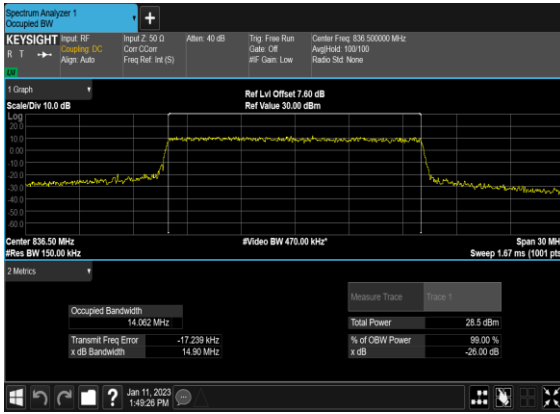 Spectrum Analyzer 1
Occupied BW
KEYSIGHT
R T
LXI
Input: RF
Coupling: DC
Align: Auto
Input Z: 50 Ω
Corr CCorr
Freq Ref: Int (S)
Atten: 40 dB
Trig: Free Run
Gate: Off
#IF Gain: Low
Center Freq: 836.500000 MHz
Avg|Hold: 100/100
Radio Std: None
1 Graph
Scale/Div 10.0 dB
Ref Lvl Offset 7.60 dB
Ref Value 30.00 dBm
Log
20.0
10.0
0.00
-10.0
-20.0
-30.0
-40.0
-50.0
-60.0
Center 836.50 MHz
#Res BW 150.00 kHz
#Video BW 470.00 kHz*
Span 30 MH
Sweep 1.67 ms (1001 pts
2 Metrics
Measure Trace Trace 1
Occupied Bandwidth
14.062 MHz
Total Power 28.5 dBm
Transmit Freq Error -17.239 kHz
x dB Bandwidth 14.90 MHz
% of OBW Power 99.00 %
x dB -26.00 dB
Jan 11, 2023
1:49:26 PM